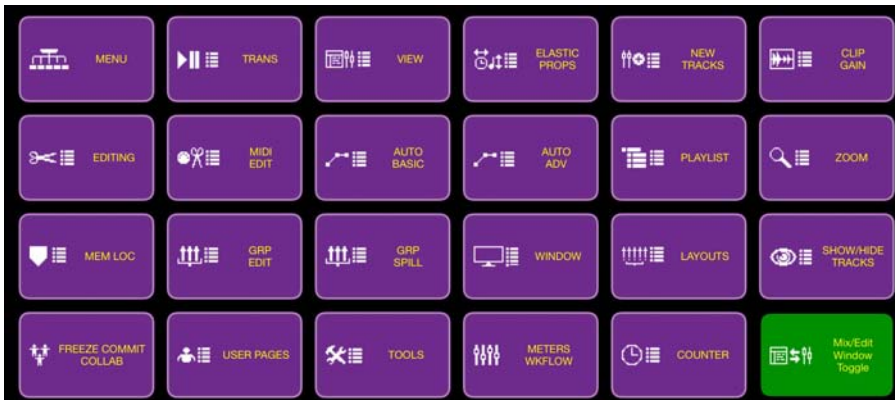 MENU
TRANS
VIEW
ELASTIC
PROPS
NEW
TRACKS
CLIP
GAIN
EDITING
MIDI
EDIT
AUTO
BASIC
AUTO
ADV
PLAYLIST
ZOOM
MEM LOC
GRP
EDIT
GRP
SPILL
WINDOW
LAYOUTS
SHOW/HIDE
TRACKS
FREEZE COMMIT
COLLAB
USER PAGES
TOOLS
METERS
WKFLOW
COUNTER
Mix/Edit
Window
Toggle